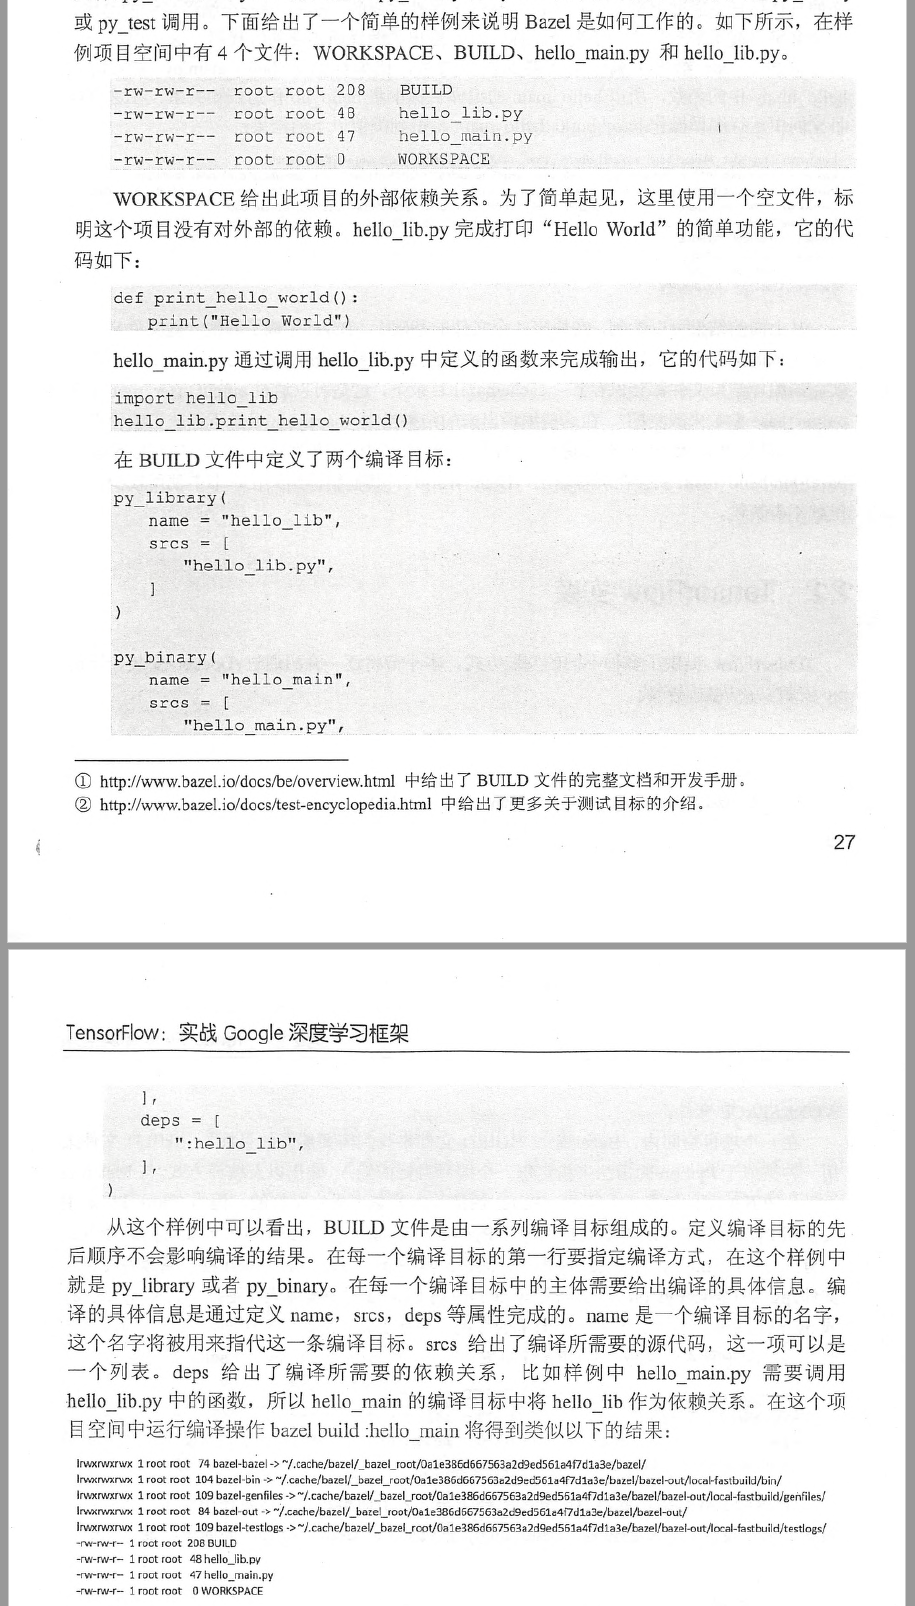 或 py_test 调用。下面给出了一个简单的样例来说明 Bazel 是如何工作的。如下所示，在样
例项目空间中有 4 个文件：WORKSPACE、BUILD、hello_main.py 和 hello_lib.py。
-rw-rw-r-- root root 208 BUILD
-rw-rw-r-- root root 48 hello_lib.py
-rw-rw-r-- root root 47 hello_main.py
-rw-rw-r-- root root 0 WORKSPACE
WORKSPACE 给出此项目的外部依赖关系。为了简单起见，这里使用一个空文件，标
明这个项目没有对外部的依赖。hello_lib.py 完成打印“Hello World”的简单功能，它的代
码如下：
def print_hello_world():
print("Hello World")
hello_main.py 通过调用 hello_lib.py 中定义的函数来完成输出，它的代码如下：
import hello_lib
hello_lib.print_hello_world()
在 BUILD 文件中定义了两个编译目标：
py_library(
name = "hello_lib",
srcs = [
"hello_lib.py",
]
)
py_binary(
name = "hello_main",
srcs = [
"hello_main.py",
① http://www.bazel.io/docs/be/overview.html 中给出了 BUILD 文件的完整文档和开发手册。
② http://www.bazel.io/docs/test-encyclopedia.html 中给出了更多关于测试目标的介绍。
27
TensorFlow：实战 Google 深度学习框架
],
deps = [
":hello_lib",
],
)
从这个样例中可以看出，BUILD 文件是由一系列编译目标组成的。定义编译目标的先
后顺序不会影响编译的结果。在每一个编译目标的第一行要指定编译方式，在这个样例中
就是 py_library 或者 py_binary。在每一个编译目标中的主体需要给出编译的具体信息。编
译的具体信息是通过定义 name，srcs，deps 等属性完成的。name 是一个编译目标的名字，
这个名字将被用来指代这一条编译目标。srcs 给出了编译所需要的源代码，这一项可以是
一个列表。deps 给出了编译所需要的依赖关系，比如样例中 hello_main.py 需要调用
hello_lib.py 中的函数，所以 hello_main 的编译目标中将 hello_lib 作为依赖关系。在这个项
目空间中运行编译操作 bazel build :hello_main 将得到类似以下的结果：
lrwxrwxrwx 1 root root 74 bazel-bazel -> ~/.cache/bazel/_bazel_root/0a1e386d667563a2d9ed561a4f7d1a3e/bazel/
lrwxrwxrwx 1 root root 104 bazel-bin -> ~/.cache/bazel/_bazel_root/0a1e386d667563a2d9ed561a4f7d1a3e/bazel/bazel-out/local-fastbuild/bin/
lrwxrwxrwx 1 root root 109 bazel-genfiles -> ~/.cache/bazel/_bazel_root/0a1e386d667563a2d9ed561a4f7d1a3e/bazel/bazel-out/local-fastbuild/genfiles/
lrwxrwxrwx 1 root root 84 bazel-out -> ~/.cache/bazel/_bazel_root/0a1e386d667563a2d9ed561a4f7d1a3e/bazel/bazel-out/
lrwxrwxrwx 1 root root 109 bazel-testlogs -> ~/.cache/bazel/_bazel_root/0a1e386d667563a2d9ed561a4f7d1a3e/bazel/bazel-out/local-fastbuild/testlogs/
-rw-rw-r-- 1 root root 208 BUILD
-rw-rw-r-- 1 root root 48 hello_lib.py
-rw-rw-r-- 1 root root 47 hello_main.py
-rw-rw-r-- 1 root root 0 WORKSPACE